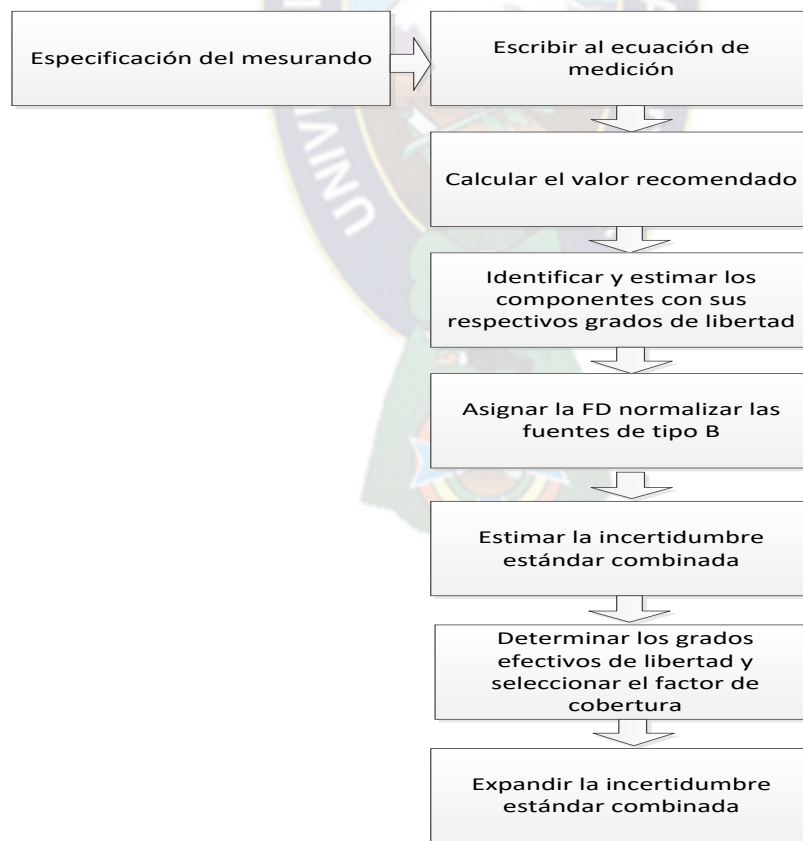 Especificación del mesurando
Escribir al ecuación de
medición
Calcular el valor recomendado
Identificar y estimar los
componentes con sus
respectivos grados de libertad
Asignar la FD normalizar las
fuentes de tipo B
Estimar la incertidumbre
estándar combinada
Determinar los grados
efectivos de libertad y
seleccionar el factor de
cobertura
Expandir la incertidumbre
estándar combinada
UNIV